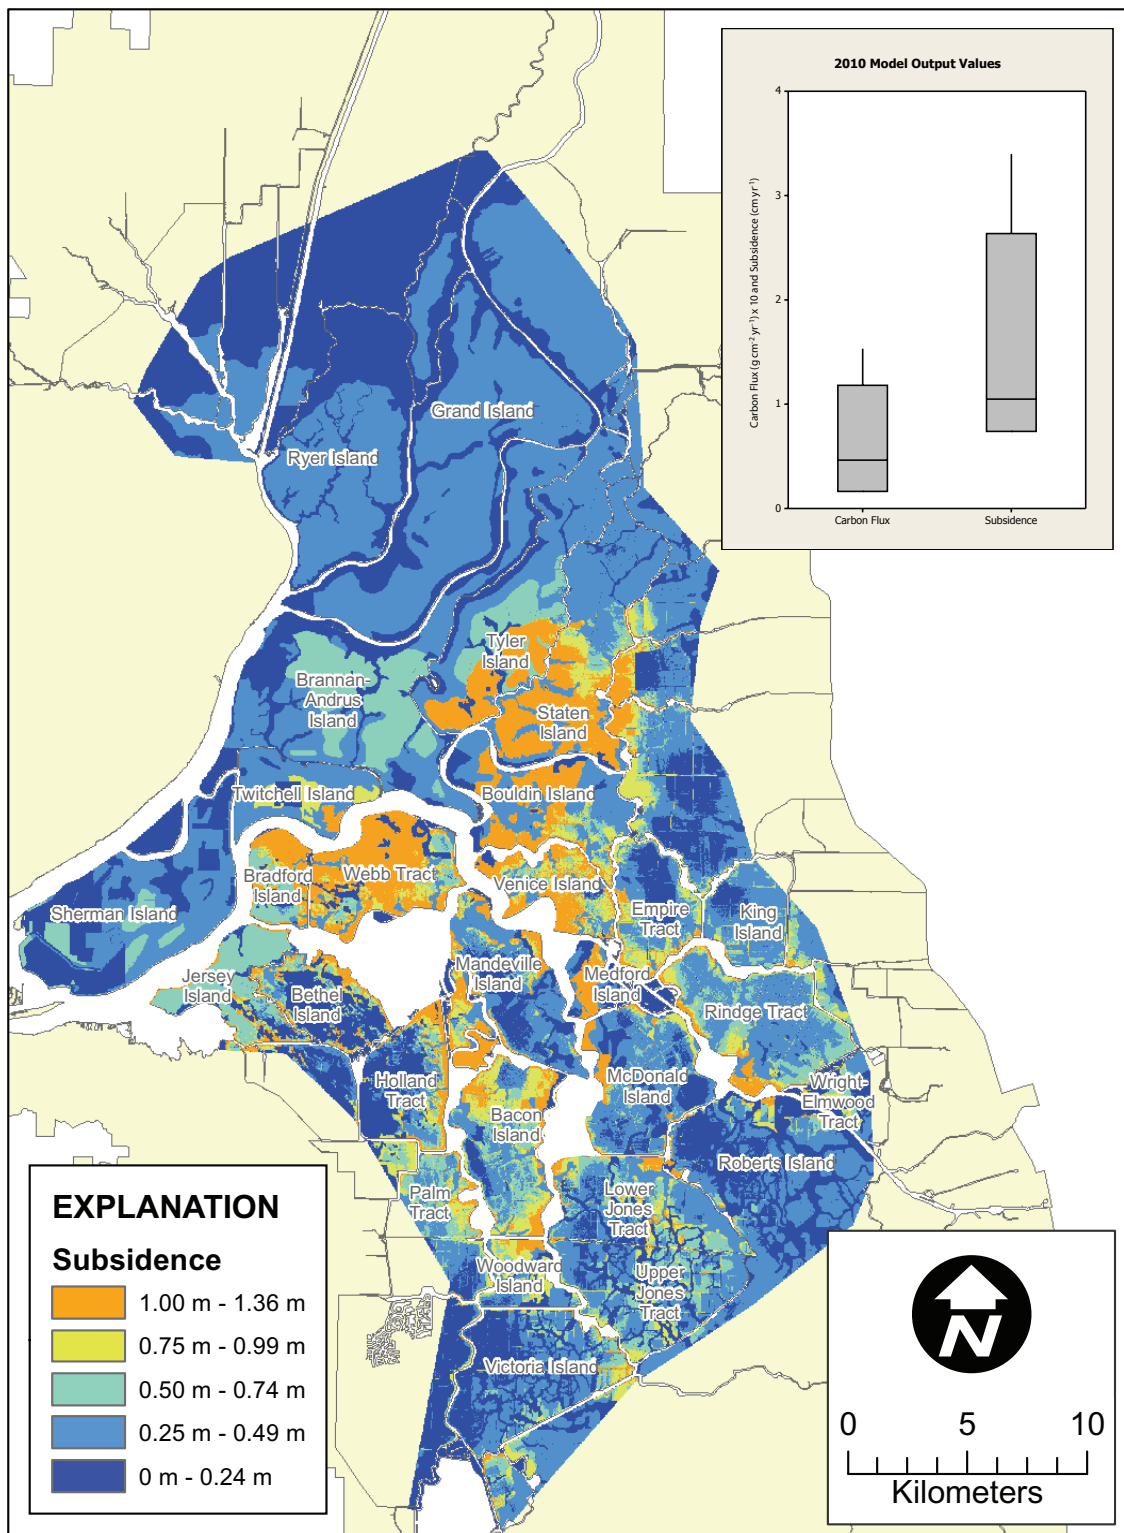 2010 Model Output Values
4
3
2
1
0
Carbon Flux (g cm⁻² yr⁻¹) x 10 and Subsidence (cm yr⁻¹)
Carbon Flux
Subsidence
Grand Island
Ryer Island
Tyler
Island
Brannan-
Andrus
Island
Staten
Island
Twitchell Island
Bouldin Island
Bradford
Island
Webb Tract
Venice Island
Sherman Island
Empire
Tract
King
Island
Jersey
Island
Bethel
Island
Mandeville
Island
Medford
Island
Rindge Tract
Holland
Tract
McDonald
Island
Wright-
Elmwood
Tract
Bacon
Island
Roberts Island
Palm
Tract
Lower
Jones
Tract
Woodward
Island
Upper
Jones
Tract
Victoria Island
EXPLANATION
Subsidence
1.00 m - 1.36 m
0.75 m - 0.99 m
0.50 m - 0.74 m
0.25 m - 0.49 m
0 m - 0.24 m
N
0 5 10
Kilometers